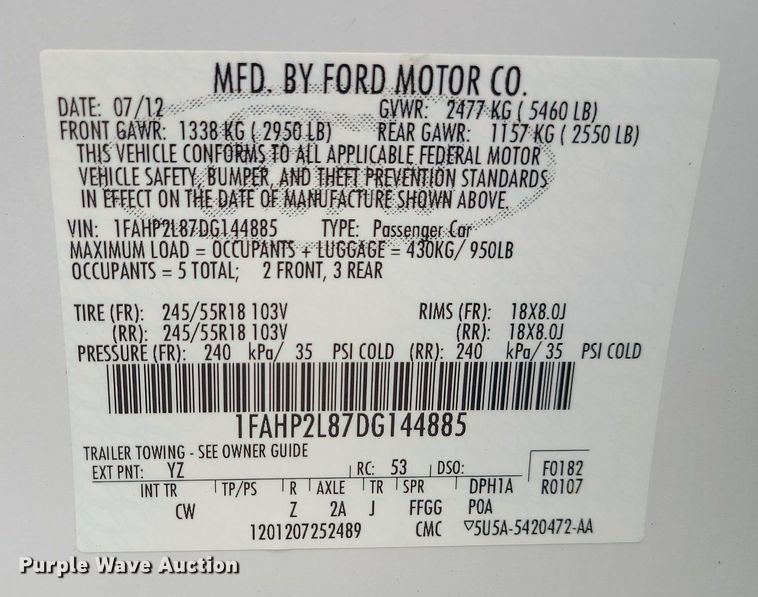 MFD. BY FORD MOTOR CO.
DATE: 07/12 GVWR: 2477 KG ( 5460 LB)
FRONT GAWR: 1338 KG ( 2950 LB) REAR GAWR: 1157 KG ( 2550 LB)
THIS VEHICLE CONFORMS TO ALL APPLICABLE FEDERAL MOTOR
VEHICLE SAFETY, BUMPER, AND THEFT PREVENTION STANDARDS
IN EFFECT ON THE DATE OF MANUFACTURE SHOWN ABOVE.
VIN: 1FAHP2L87DG144885 TYPE: Passenger Car
MAXIMUM LOAD = OCCUPANTS + LUGGAGE = 430KG/ 950LB
OCCUPANTS = 5 TOTAL; 2 FRONT, 3 REAR
TIRE (FR): 245/55R18 103V RIMS (FR): 18X8.0J
(RR): 245/55R18 103V (RR): 18X8.0J
PRESSURE (FR): 240 kPa/ 35 PSI COLD (RR): 240 kPa/ 35 PSI COLD
1FAHP2L87DG144885
TRAILER TOWING - SEE OWNER GUIDE
EXT PNT: YZ RC: 53 DSO: F0182
INT TR TP/PS R AXLE TR SPR DPH1A R0107
CW Z 2A J FFGG P0A
1201207252489 CMC ▽5U5A-5420472-AA
Purple Wave Auction